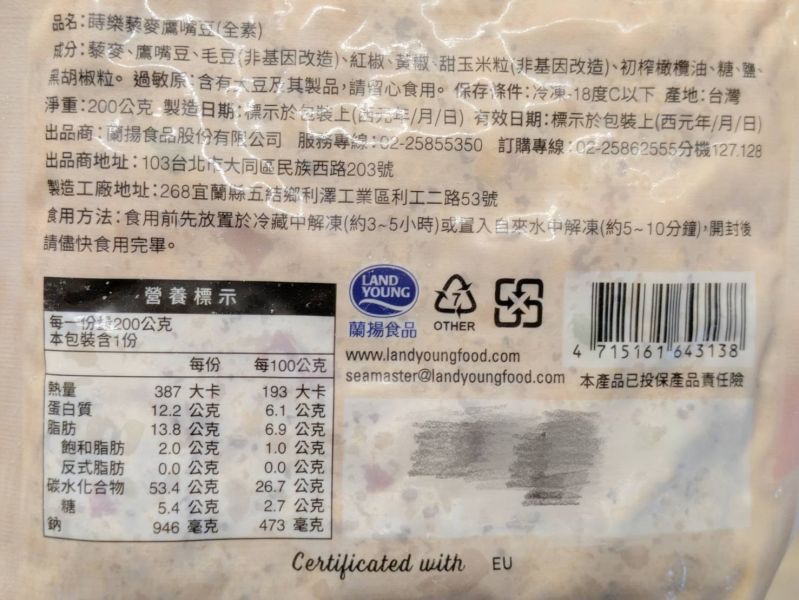 品名：蒔樂藜麥鷹嘴豆(全素)
成分：藜麥、鷹嘴豆、毛豆(非基因改造)、紅椒、黃椒、甜玉米粒(非基因改造)、初榨橄欖油、糖、鹽、
黑胡椒粒。過敏原：含有大豆及其製品，請留心食用。 保存條件：冷凍-18度C以下 產地：台灣
淨重：200公克 製造日期：標示於包裝上(西元年/月/日) 有效日期：標示於包裝上(西元年/月/日)
出品商：蘭揚食品股份有限公司 服務專線：02-25855350 訂購專線：02-25862555分機127.128
出品商地址：103台北市大同區民族西路203號
製造工廠地址：268宜蘭縣五結鄉利澤工業區利工二路53號
食用方法：食用前先放置於冷藏中解凍(約3~5小時)或置入自來水中解凍(約5~10分鐘)，開封後
請儘快食用完畢。
營養標示
每一份量200公克
本包裝含1份
每份 每100公克
熱量 387 大卡 193 大卡
蛋白質 12.2 公克 6.1 公克
脂肪 13.8 公克 6.9 公克
飽和脂肪 2.0 公克 1.0 公克
反式脂肪 0.0 公克 0.0 公克
碳水化合物 53.4 公克 26.7 公克
糖 5.4 公克 2.7 公克
鈉 946 毫克 473 毫克
LAND
YOUNG
蘭揚食品
7
OTHER
www.landyoungfood.com
seamaster@landyoungfood.com
4 715161 643138
本產品已投保產品責任險
Certificated with EU